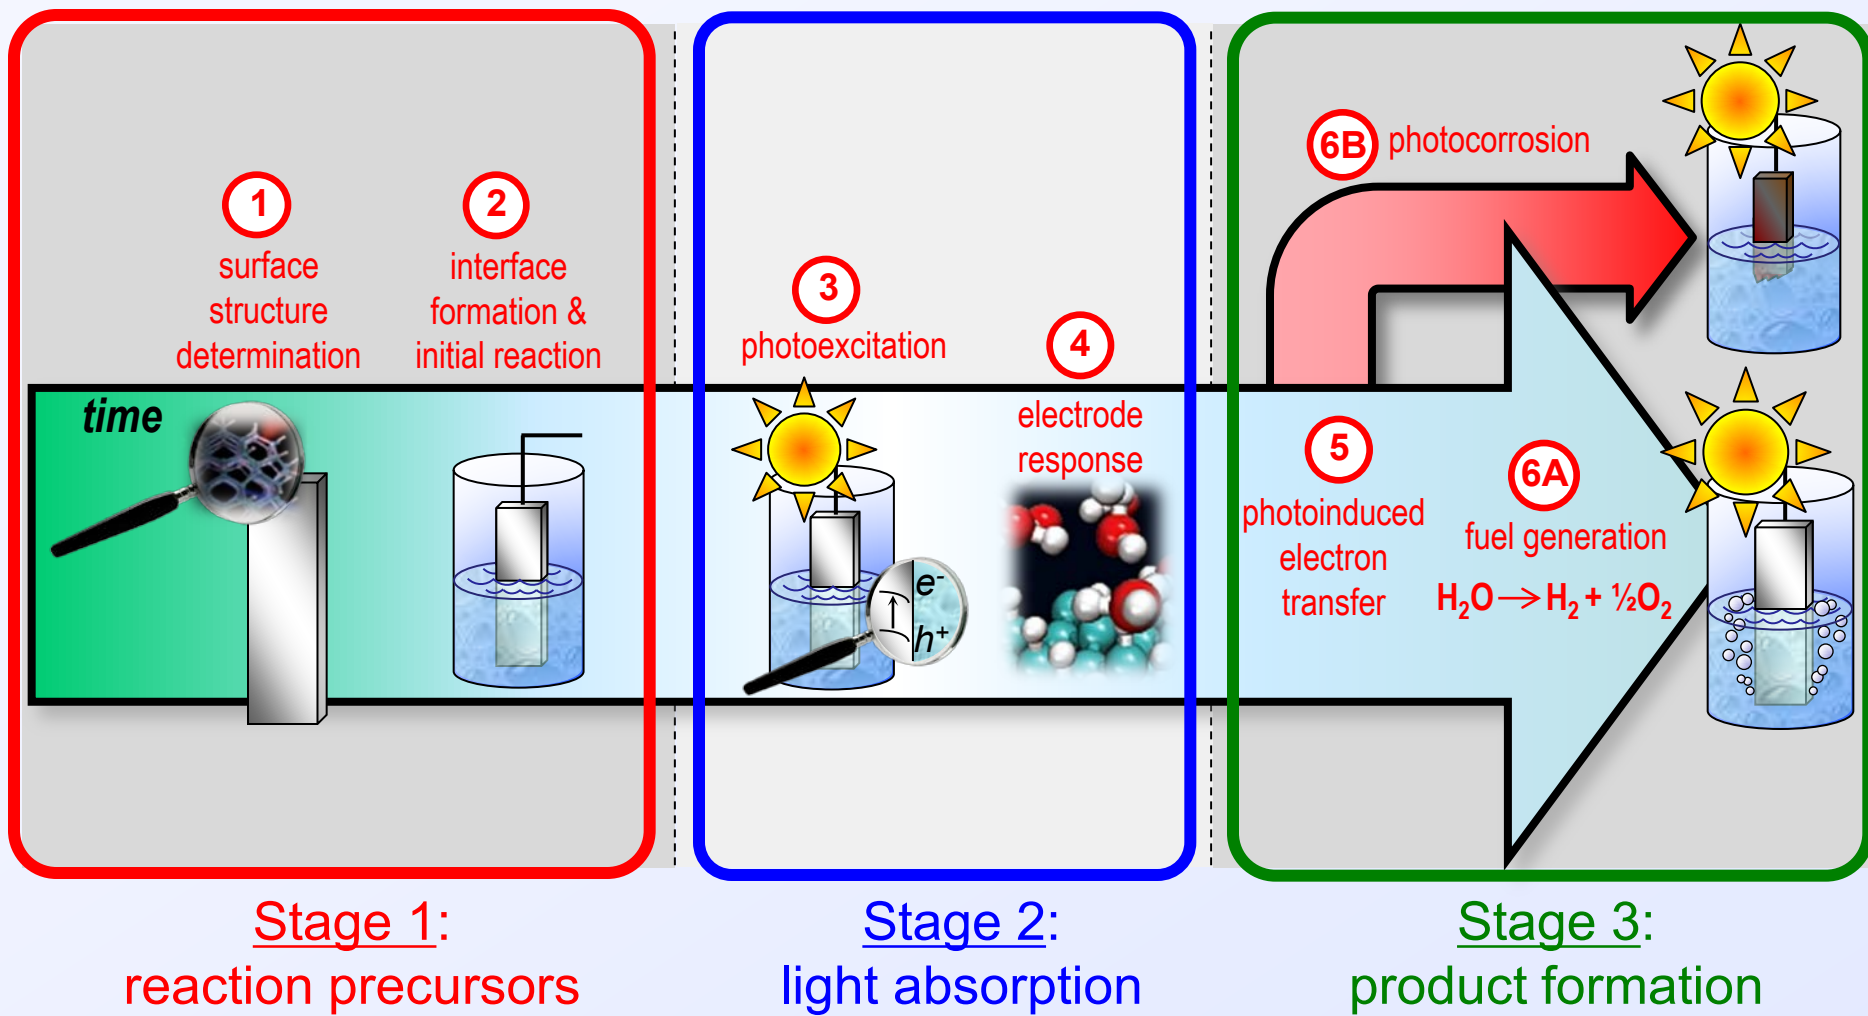 1
surface
structure
determination
2
interface
formation &
initial reaction
time
3
photoexcitation
e-
h+
4
electrode
response
6B
photocorrosion
5
photoinduced
electron
transfer
6A
fuel generation
H₂O → H₂ + ½O₂
Stage 1:
reaction precursors
Stage 2:
light absorption
Stage 3:
product formation